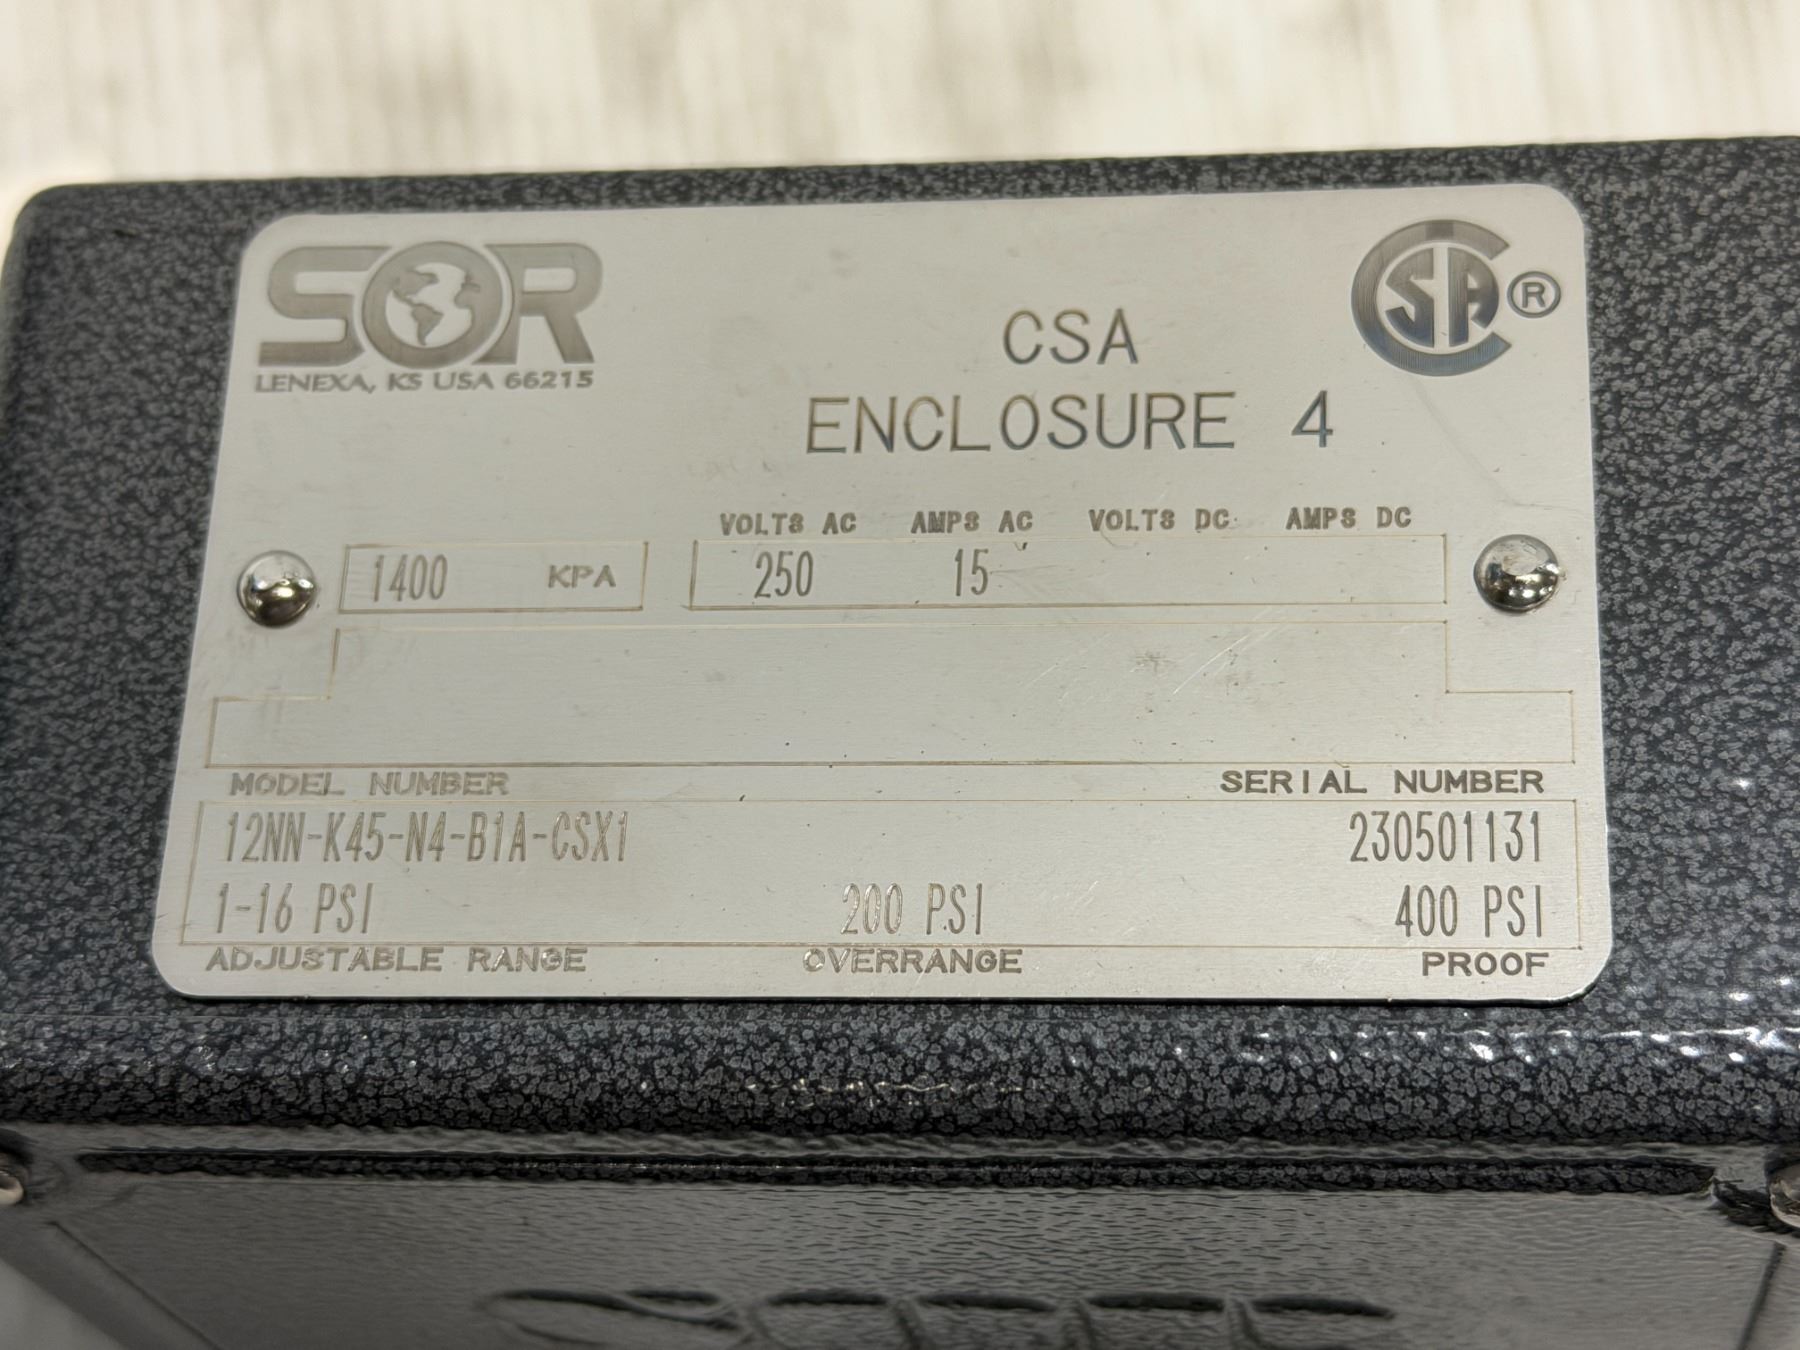 SOR
LENEXA, KS USA 66215
CSA
ENCLOSURE 4
CSA ®
VOLTS AC AMPS AC VOLTS DC AMPS DC
1400 KPA 250 15
MODEL NUMBER SERIAL NUMBER
12NN-K45-N4-B1A-CSX1 230501131
1-16 PSI 200 PSI 400 PSI
ADJUSTABLE RANGE OVERRANGE PROOF